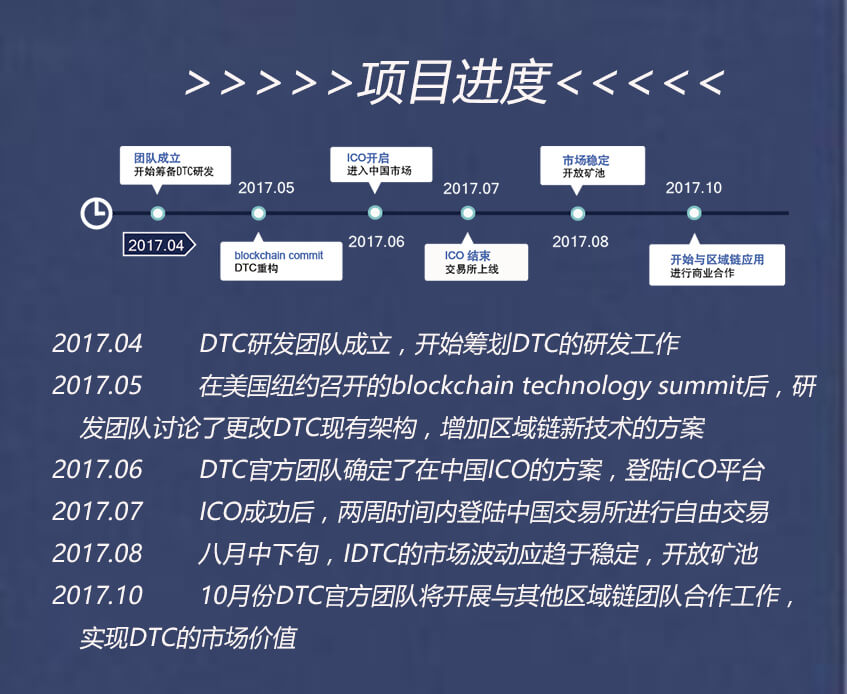 >>>>>项目进度<<<<<
团队成立
开始筹备DTC研发
2017.04
2017.05
blockchain commit
DTC重构
ICO开启
进入中国市场
2017.06
2017.07
ICO 结束
交易所上线
市场稳定
开放矿池
2017.08
2017.10
开始与区域链应用
进行商业合作
2017.04 DTC研发团队成立，开始筹划DTC的研发工作
2017.05 在美国纽约召开的blockchain technology summit后，研
发团队讨论了更改DTC现有架构，增加区域链新技术的方案
2017.06 DTC官方团队确定了在中国ICO的方案，登陆ICO平台
2017.07 ICO成功后，两周时间内登陆中国交易所进行自由交易
2017.08 八月中下旬，IDTC的市场波动应趋于稳定，开放矿池
2017.10 10月份DTC官方团队将开展与其他区域链团队合作工作，
实现DTC的市场价值